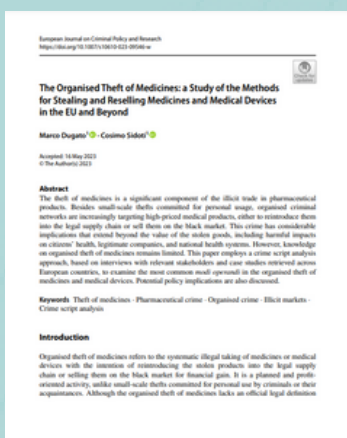 European Journal on Criminal Policy and Research
https://doi.org/10.1007/s10610-023-09546-w
Check for updates
The Organised Theft of Medicines: a Study of the Methods
for Stealing and Reselling Medicines and Medical Devices
in the EU and Beyond
Marco Dugato¹ · Cosimo Sidoti¹
Accepted: 16 May 2023
© The Author(s) 2023
Abstract
The theft of medicines is a significant component of the illicit trade in pharmaceutical
products. Besides small-scale thefts committed for personal usage, organised criminal
networks are increasingly targeting high-priced medical products, either to reintroduce them
into the legal supply chain or sell them on the black market. This crime has considerable
implications that extend beyond the value of the stolen goods, including harmful impacts
on citizens' health, legitimate companies, and national health systems. However, knowledge
on organised theft of medicines remains limited. This paper employs a crime script analysis
approach, based on interviews with relevant stakeholders and case studies retrieved across
European countries, to examine the most common modi operandi in the organised theft of
medicines and medical devices. Potential policy implications are also discussed.
Keywords Theft of medicines · Pharmaceutical crime · Organised crime · Illicit markets ·
Crime script analysis
Introduction
Organised theft of medicines refers to the systematic illegal taking of medicines or medical
devices with the intention of reintroducing the stolen products into the legal supply
chain or selling them on the black market for financial gain. It is a planned and profit-
oriented activity, unlike small-scale thefts committed for personal use by criminals or their
acquaintances. Although the organised theft of medicines lacks an official legal definition